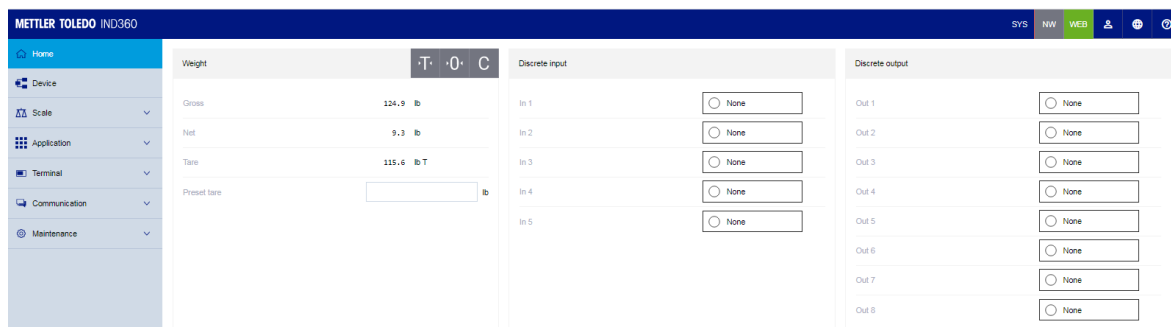 METTLER TOLEDO IND360 SYS NW WEB
Home
Device
Scale
Application
Terminal
Communication
Maintenance
Weight T 0 C
Gross 124.9 lb
Net 9.3 lb
Tare 115.6 lb T
Preset tare lb
Discrete input
In 1 None
In 2 None
In 3 None
In 4 None
In 5 None
Discrete output
Out 1 None
Out 2 None
Out 3 None
Out 4 None
Out 5 None
Out 6 None
Out 7 None
Out 8 None